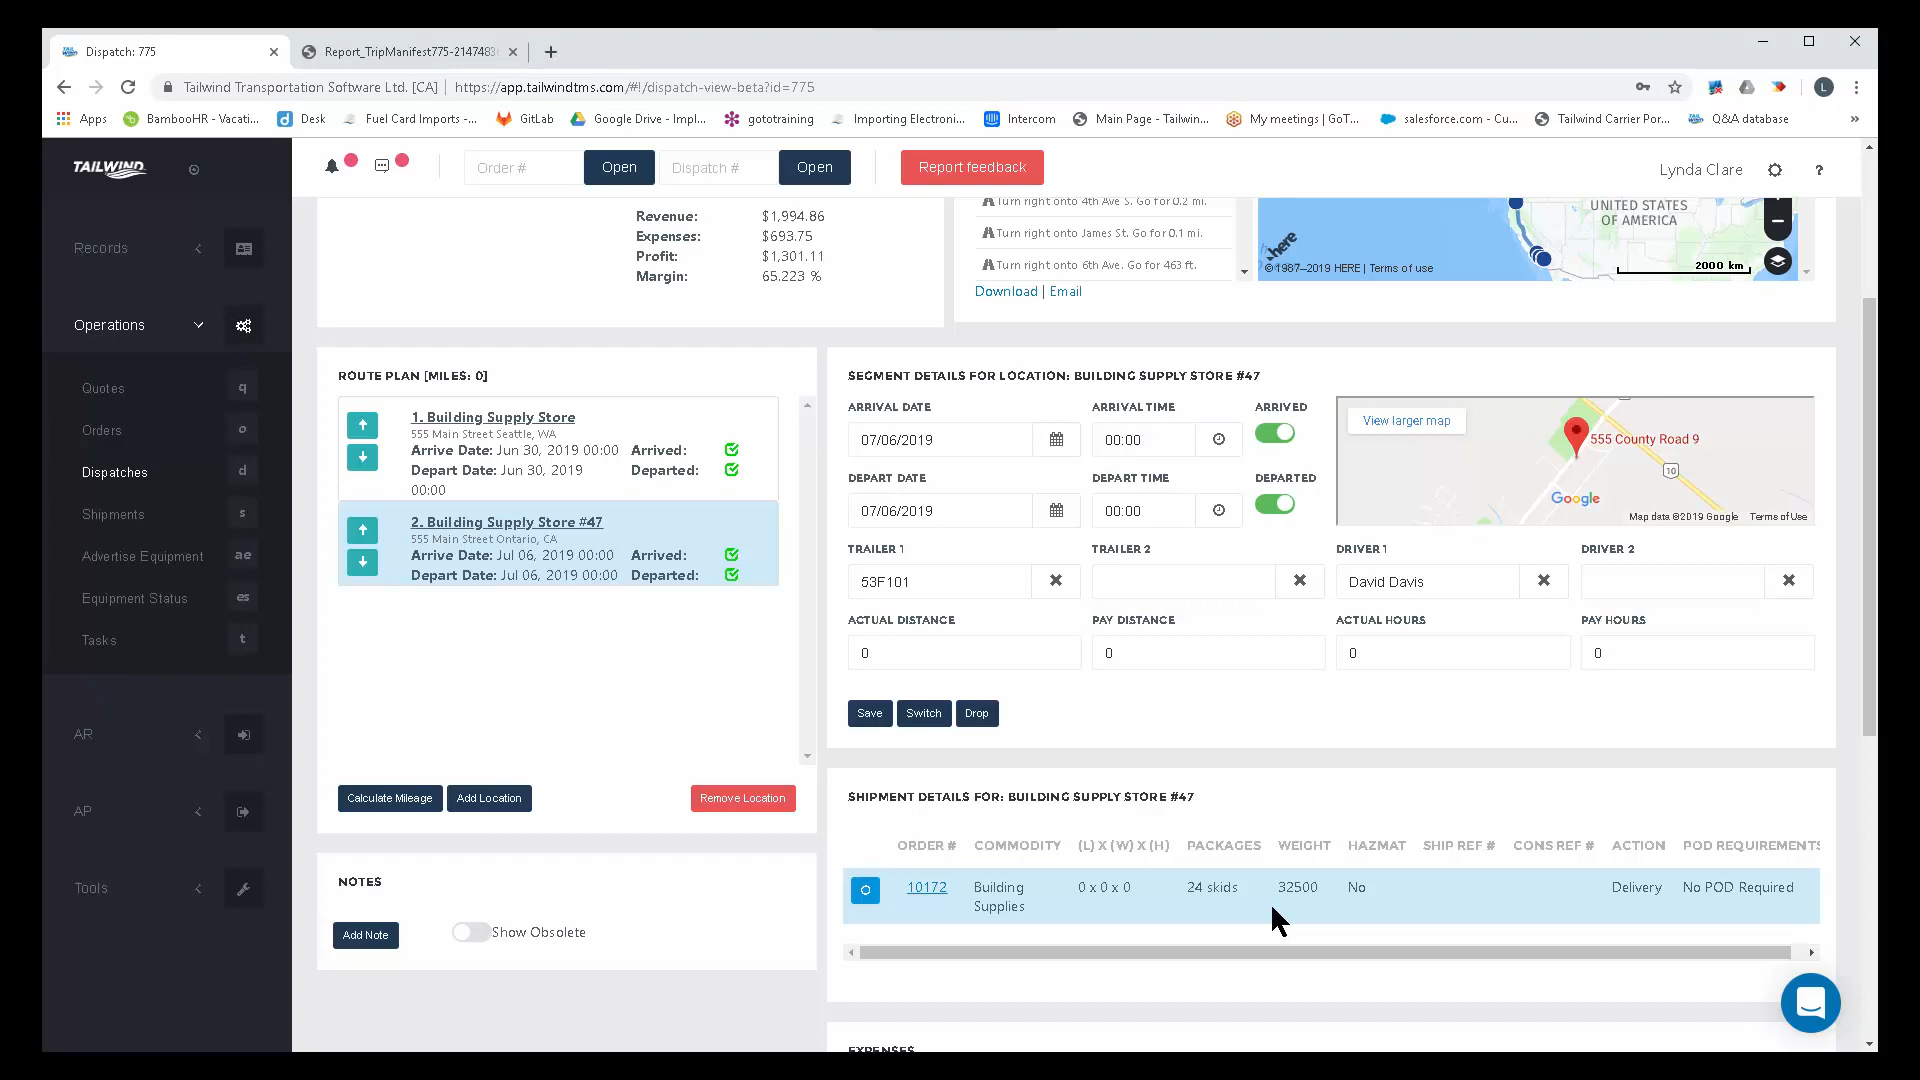 Dispatch: 775
Report_TripManifest775-2147483
Tailwind Transportation Software Ltd. [CA]
https://app.tailwindtms.com/#!/dispatch-view-beta?id=775
L
Apps
BambooHR - Vacati...
Desk
Fuel Card Imports -...
GitLab
Google Drive - Impl...
gototraining
Importing Electroni...
Intercom
Main Page - Tailwin...
My meetings | GoT...
salesforce.com - Cu...
Tailwind Carrier Por...
Q&A database
TAILWIND
Order #
Open
Dispatch #
Open
Report feedback
Lynda Clare
?
Records
Operations
Quotes q
Orders o
Dispatches d
Shipments s
Advertise Equipment ae
Equipment Status es
Tasks t
AR
AP
Tools
Revenue: $1,994.86
Expenses: $693.75
Profit: $1,301.11
Margin: 65.223 %
Turn right onto 4th Ave S. Go for 0.2 mi.
Turn right onto James St. Go for 0.1 mi.
Turn right onto 6th Ave. Go for 463 ft.
Download | Email
UNITED STATES
OF AMERICA
here
© 1987–2019 HERE | Terms of use
2000 km
ROUTE PLAN [MILES: 0]
1. Building Supply Store
555 Main Street Seattle, WA
Arrive Date: Jun 30, 2019 00:00 Arrived:
Depart Date: Jun 30, 2019 Departed:
00:00
2. Building Supply Store #47
555 Main Street Ontario, CA
Arrive Date: Jul 06, 2019 00:00 Arrived:
Depart Date: Jul 06, 2019 00:00 Departed:
Calculate Mileage
Add Location
Remove Location
NOTES
Add Note
Show Obsolete
SEGMENT DETAILS FOR LOCATION: BUILDING SUPPLY STORE #47
ARRIVAL DATE ARRIVAL TIME ARRIVED
07/06/2019 00:00
DEPART DATE DEPART TIME DEPARTED
07/06/2019 00:00
View larger map
555 County Road 9
10
Google
Map data ©2019 Google Terms of Use
TRAILER 1 TRAILER 2 DRIVER 1 DRIVER 2
53F101 David Davis
ACTUAL DISTANCE PAY DISTANCE ACTUAL HOURS PAY HOURS
0 0 0 0
Save Switch Drop
SHIPMENT DETAILS FOR: BUILDING SUPPLY STORE #47
ORDER # COMMODITY (L) X (W) X (H) PACKAGES WEIGHT HAZMAT SHIP REF # CONS REF # ACTION POD REQUIREMENTS
10172 Building 0 x 0 x 0 24 skids 32500 No Delivery No POD Required
Supplies
EXPENSES